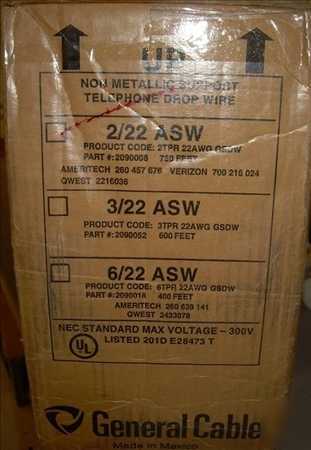 UP
NON METALLIC SUPPORT
TELEPHONE DROP WIRE
2/22 ASW
PRODUCT CODE: 2TPR 22AWG GSDW
PART #: 2090008 750 FEET
AMERITECH 260 457 676 VERIZON 700 216 024
QWEST 2216036
3/22 ASW
PRODUCT CODE: 3TPR 22AWG GSDW
PART #: 2090052 600 FEET
6/22 ASW
PRODUCT CODE: 6TPR 22AWG GSDW
PART #: 2090018 400 FEET
AMERITECH 260 639 141
QWEST 2433078
NEC STANDARD MAX VOLTAGE – 300V
UL LISTED 201D E28473 T
General Cable
Made in Mexico